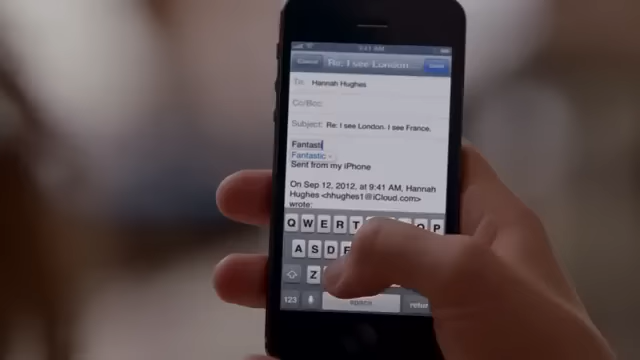 9:41 AM
Cancel Re: I see London. Send
To: Hannah Hughes
Cc/Bcc:
Subject: Re: I see London. I see France.
Fantasti
Fantastic ×
Sent from my iPhone
On Sep 12, 2012, at 9:41 AM, Hannah
Hughes <hhughes1@iCloud.com>
wrote:
Q W E R T O P
A S D F
Z
123 space return